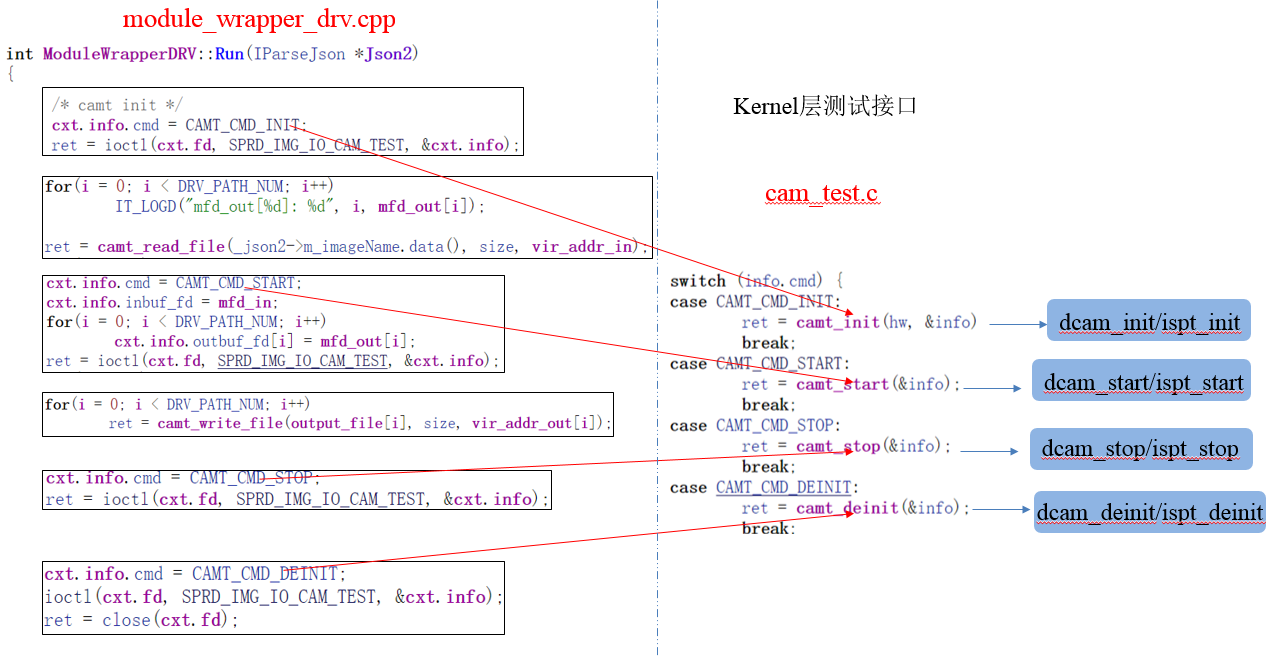 module_wrapper_drv.cpp
int ModuleWrapperDRV::Run(IParseJson *Json2)
{
/* camt init */
cxt.info.cmd = CAMT_CMD_INIT;
ret = ioctl(cxt.fd, SPRD_IMG_IO_CAM_TEST, &cxt.info);
for(i = 0; i < DRV_PATH_NUM; i++)
IT_LOGD("mfd_out[%d]: %d", i, mfd_out[i]);
ret = camt_read_file(_json2->m_imageName.data(), size, vir_addr_in);
cxt.info.cmd = CAMT_CMD_START;
cxt.info.inbuf_fd = mfd_in;
for(i = 0; i < DRV_PATH_NUM; i++)
cxt.info.outbuf_fd[i] = mfd_out[i];
ret = ioctl(cxt.fd, SPRD_IMG_IO_CAM_TEST, &cxt.info);
for(i = 0; i < DRV_PATH_NUM; i++)
ret = camt_write_file(output_file[i], size, vir_addr_out[i]);
cxt.info.cmd = CAMT_CMD_STOP;
ret = ioctl(cxt.fd, SPRD_IMG_IO_CAM_TEST, &cxt.info);
cxt.info.cmd = CAMT_CMD_DEINIT;
ioctl(cxt.fd, SPRD_IMG_IO_CAM_TEST, &cxt.info);
ret = close(cxt.fd);
Kernel层测试接口
cam_test.c
switch (info.cmd) {
case CAMT_CMD_INIT:
ret = camt_init(hw, &info)
break;
case CAMT_CMD_START:
ret = camt_start(&info);
break;
case CAMT_CMD_STOP:
ret = camt_stop(&info);
break;
case CAMT_CMD_DEINIT:
ret = camt_deinit(&info);
break:
dcam_init/ispt_init
dcam_start/ispt_start
dcam_stop/ispt_stop
dcam_deinit/ispt_deinit